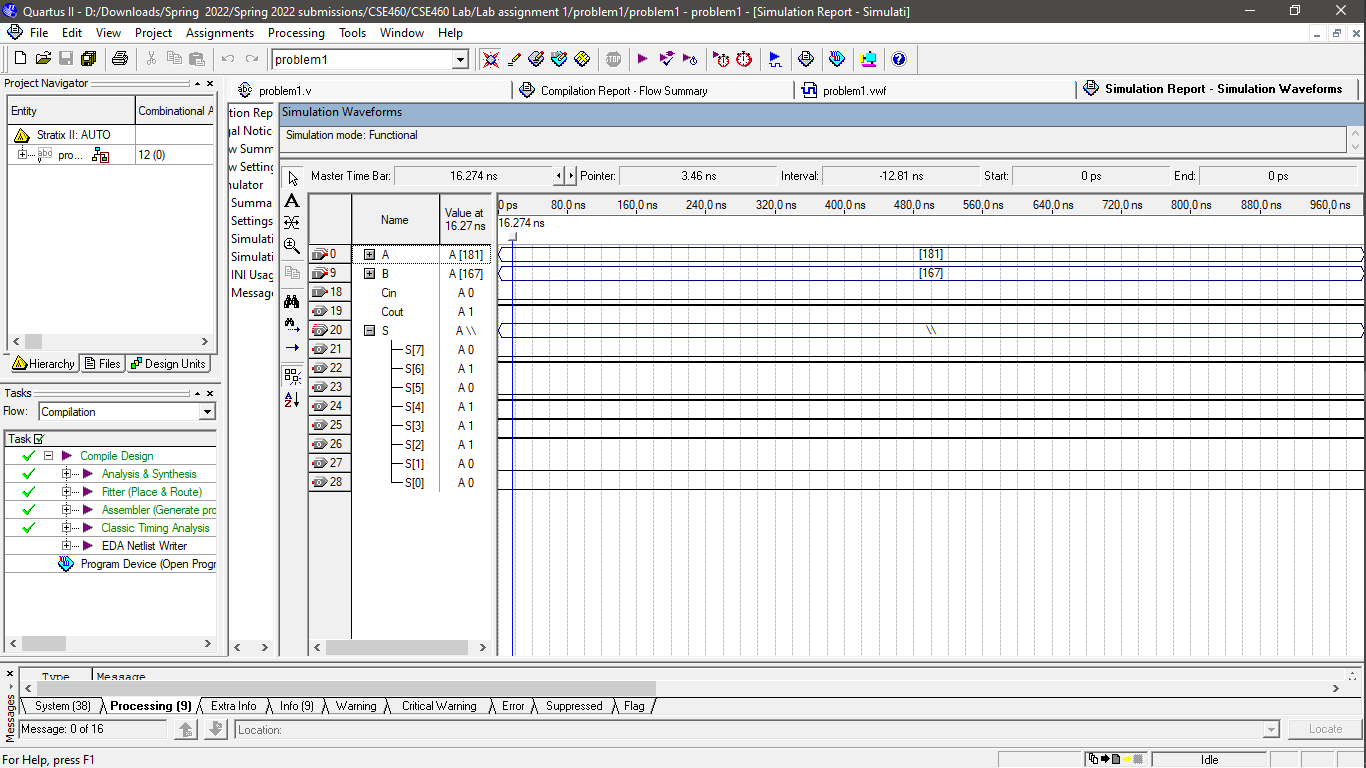 Quartus II - D:/Downloads/Spring  2022/Spring 2022 submissions/CSE460/CSE460 Lab/Lab assignment 1/problem1/problem1 - problem1 - [Simulation Report - Simulati]
File Edit View Project Assignments Processing Tools Window Help
problem1
Project Navigator
Entity Combinational A
Stratix II: AUTO
pro... 12 (0)
Hierarchy Files Design Units
Tasks
Flow: Compilation
Task
Compile Design
Analysis & Synthesis
Fitter (Place & Route)
Assembler (Generate pro
Classic Timing Analysis
EDA Netlist Writer
Program Device (Open Progr
problem1.v Compilation Report - Flow Summary problem1.vwf Simulation Report - Simulation Waveforms
tion Rep
gal Notic
w Summ
w Setting
nulator
Summa
Settings
Simulati
Simulati
INI Usag
Message
Simulation Waveforms
Simulation mode: Functional
Master Time Bar: 16.274 ns Pointer: 3.46 ns Interval: -12.81 ns Start: 0 ps End: 0 ps
Name Value at 16.27 ns
0 ps 80.0 ns 160.0 ns 240.0 ns 320.0 ns 400.0 ns 480.0 ns 560.0 ns 640.0 ns 720.0 ns 800.0 ns 880.0 ns 960.0 ns
16.274 ns
0 A A [181] [181]
9 B A [167] [167]
18 Cin A 0
19 Cout A 1
20 S A \\ \\
21 S[7] A 0
22 S[6] A 1
23 S[5] A 0
24 S[4] A 1
25 S[3] A 1
26 S[2] A 1
27 S[1] A 0
28 S[0] A 0
Messages
Type Message
System (38) Processing (9) Extra Info Info (9) Warning Critical Warning Error Suppressed Flag
Message: 0 of 16 Location: Locate
For Help, press F1 Idle